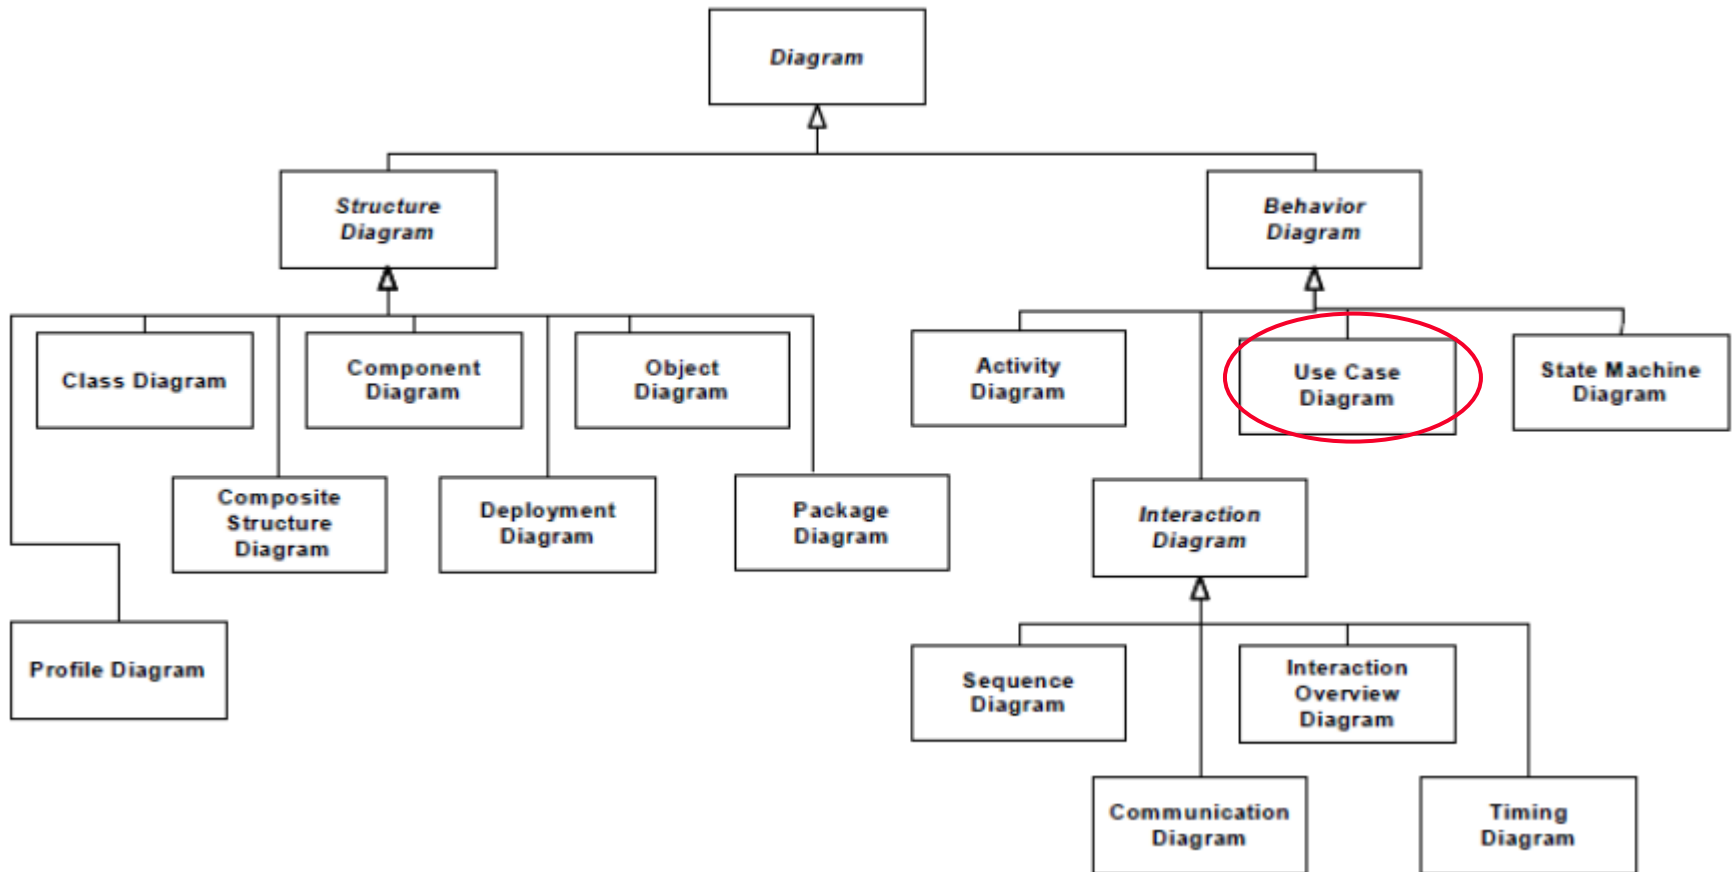 Diagram
Structure
Diagram
Behavior
Diagram
Class Diagram
Component
Diagram
Object
Diagram
Activity
Diagram
Use Case
Diagram
State Machine
Diagram
Composite
Structure
Diagram
Deployment
Diagram
Package
Diagram
Interaction
Diagram
Profile Diagram
Sequence
Diagram
Interaction
Overview
Diagram
Communication
Diagram
Timing
Diagram